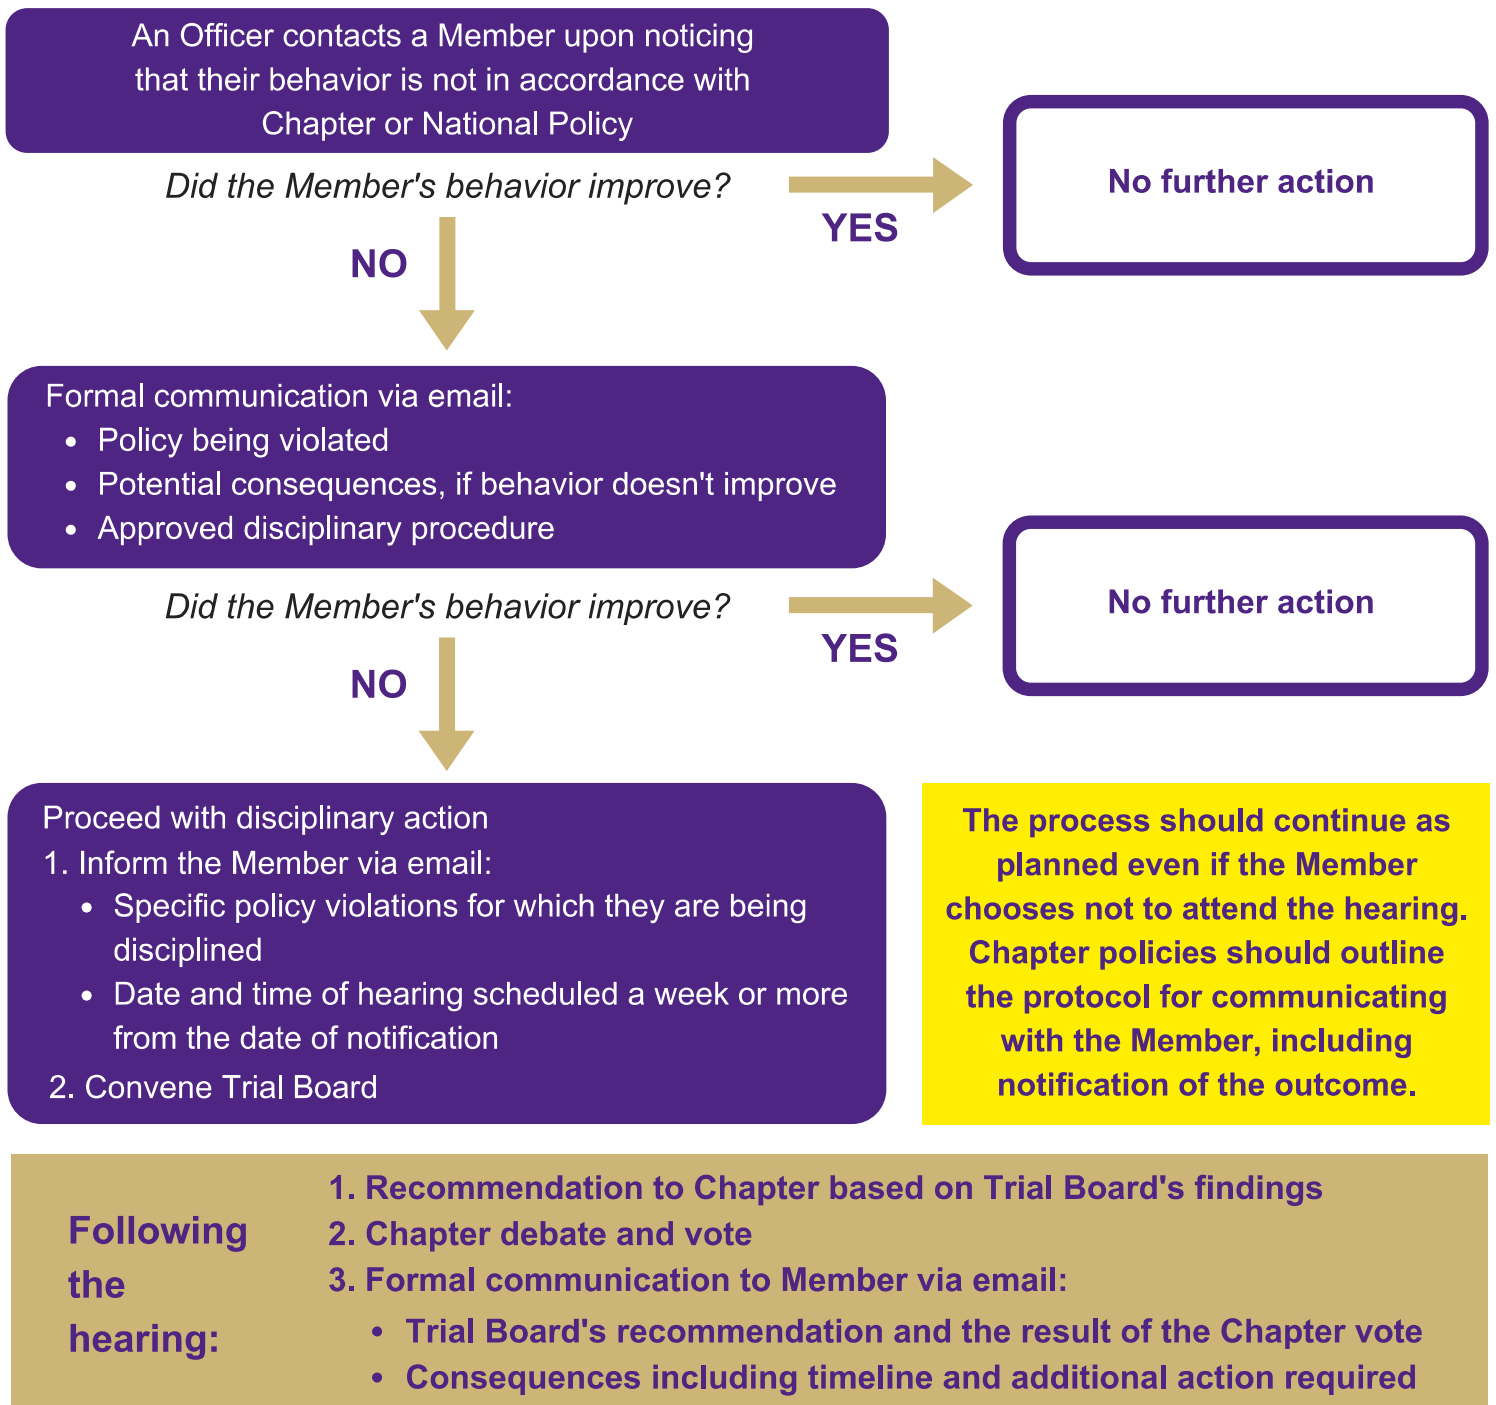 An Officer contacts a Member upon noticing
that their behavior is not in accordance with
Chapter or National Policy
Did the Member's behavior improve?
YES
No further action
NO
Formal communication via email:
• Policy being violated
• Potential consequences, if behavior doesn't improve
• Approved disciplinary procedure
Did the Member's behavior improve?
YES
No further action
NO
Proceed with disciplinary action
1. Inform the Member via email:
• Specific policy violations for which they are being
disciplined
• Date and time of hearing scheduled a week or more
from the date of notification
2. Convene Trial Board
The process should continue as
planned even if the Member
chooses not to attend the hearing.
Chapter policies should outline
the protocol for communicating
with the Member, including
notification of the outcome.
Following
the
hearing:
1. Recommendation to Chapter based on Trial Board's findings
2. Chapter debate and vote
3. Formal communication to Member via email:
• Trial Board's recommendation and the result of the Chapter vote
• Consequences including timeline and additional action required